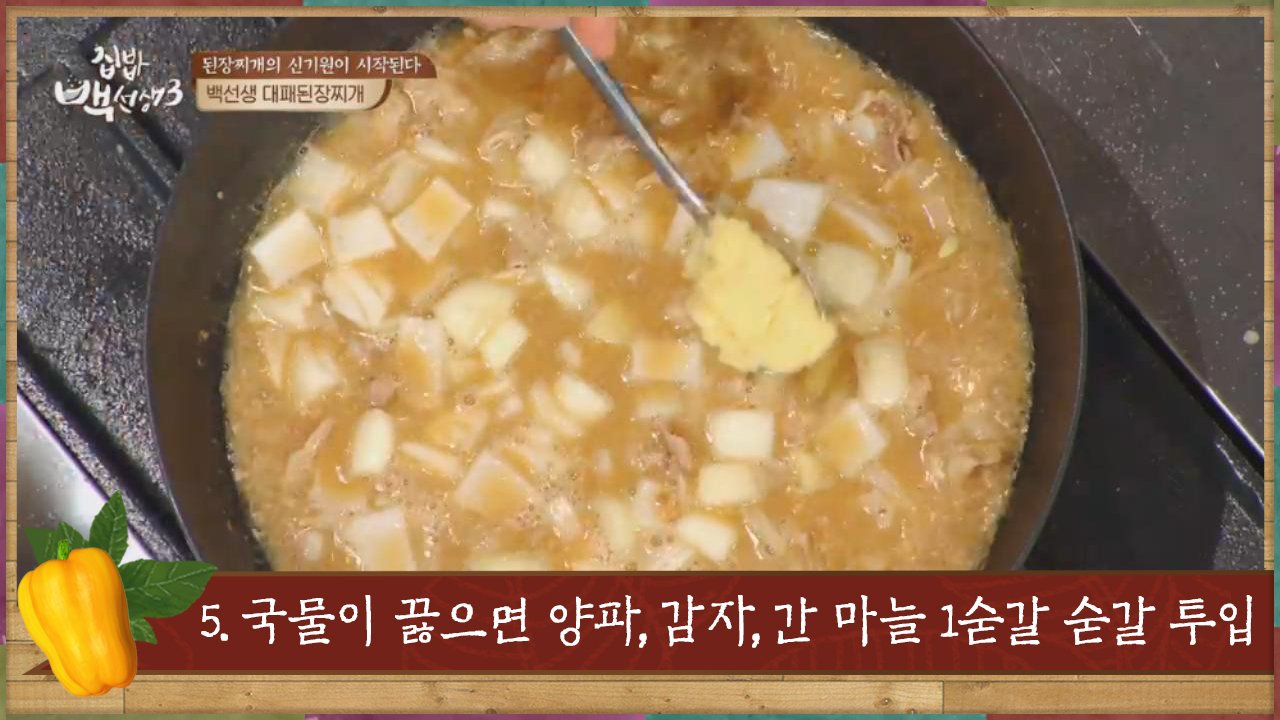 집밥
백선생3
된장찌개의 신기원이 시작된다
백선생 대패된장찌개
5. 국물이 끓으면 양파, 감자, 간 마늘 1숟갈 숟갈 투입